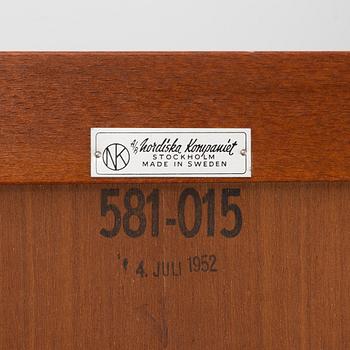 NK
A/B Nordiska Kompaniet
STOCKHOLM
MADE IN SWEDEN
581-015
4. JULI 1952